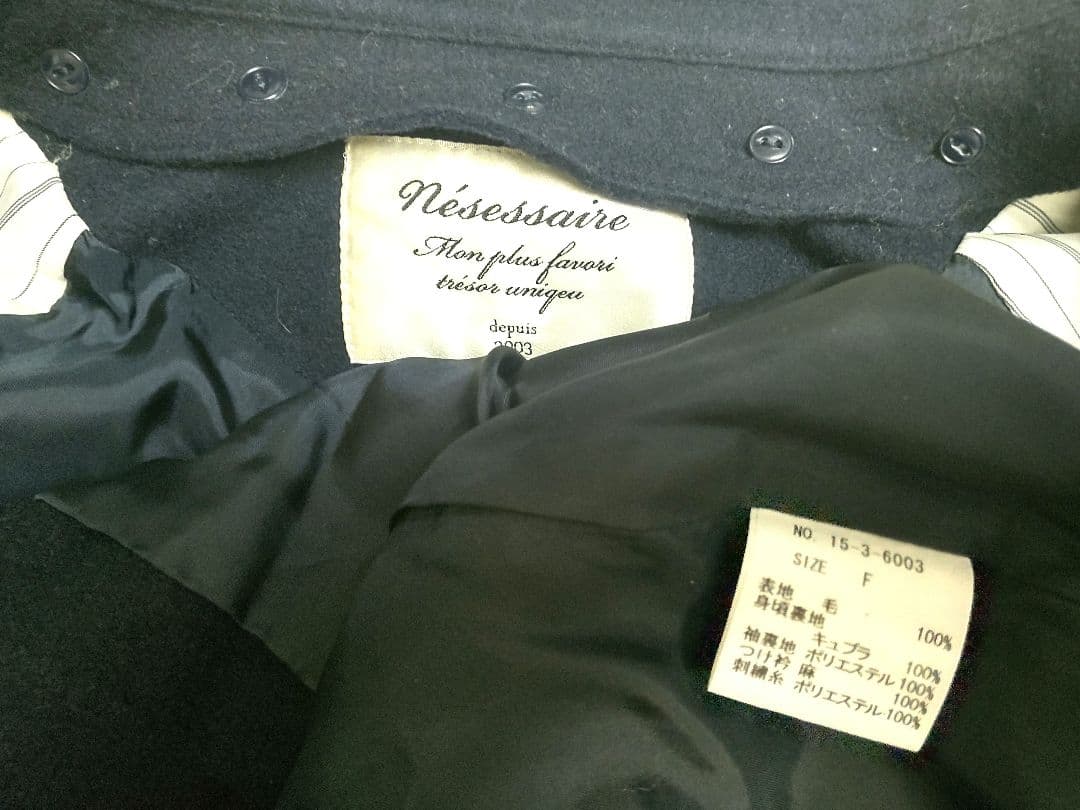 Nésessaire
Mon plus favori
trésor uniqeu
depuis
2003
NO. 15-3-6003
SIZE F
表地 毛 100%
身頃裏地
キュプラ 100%
袖裏地 ポリエステル 100%
つけ衿 麻 100%
刺繍糸 ポリエステル 100%